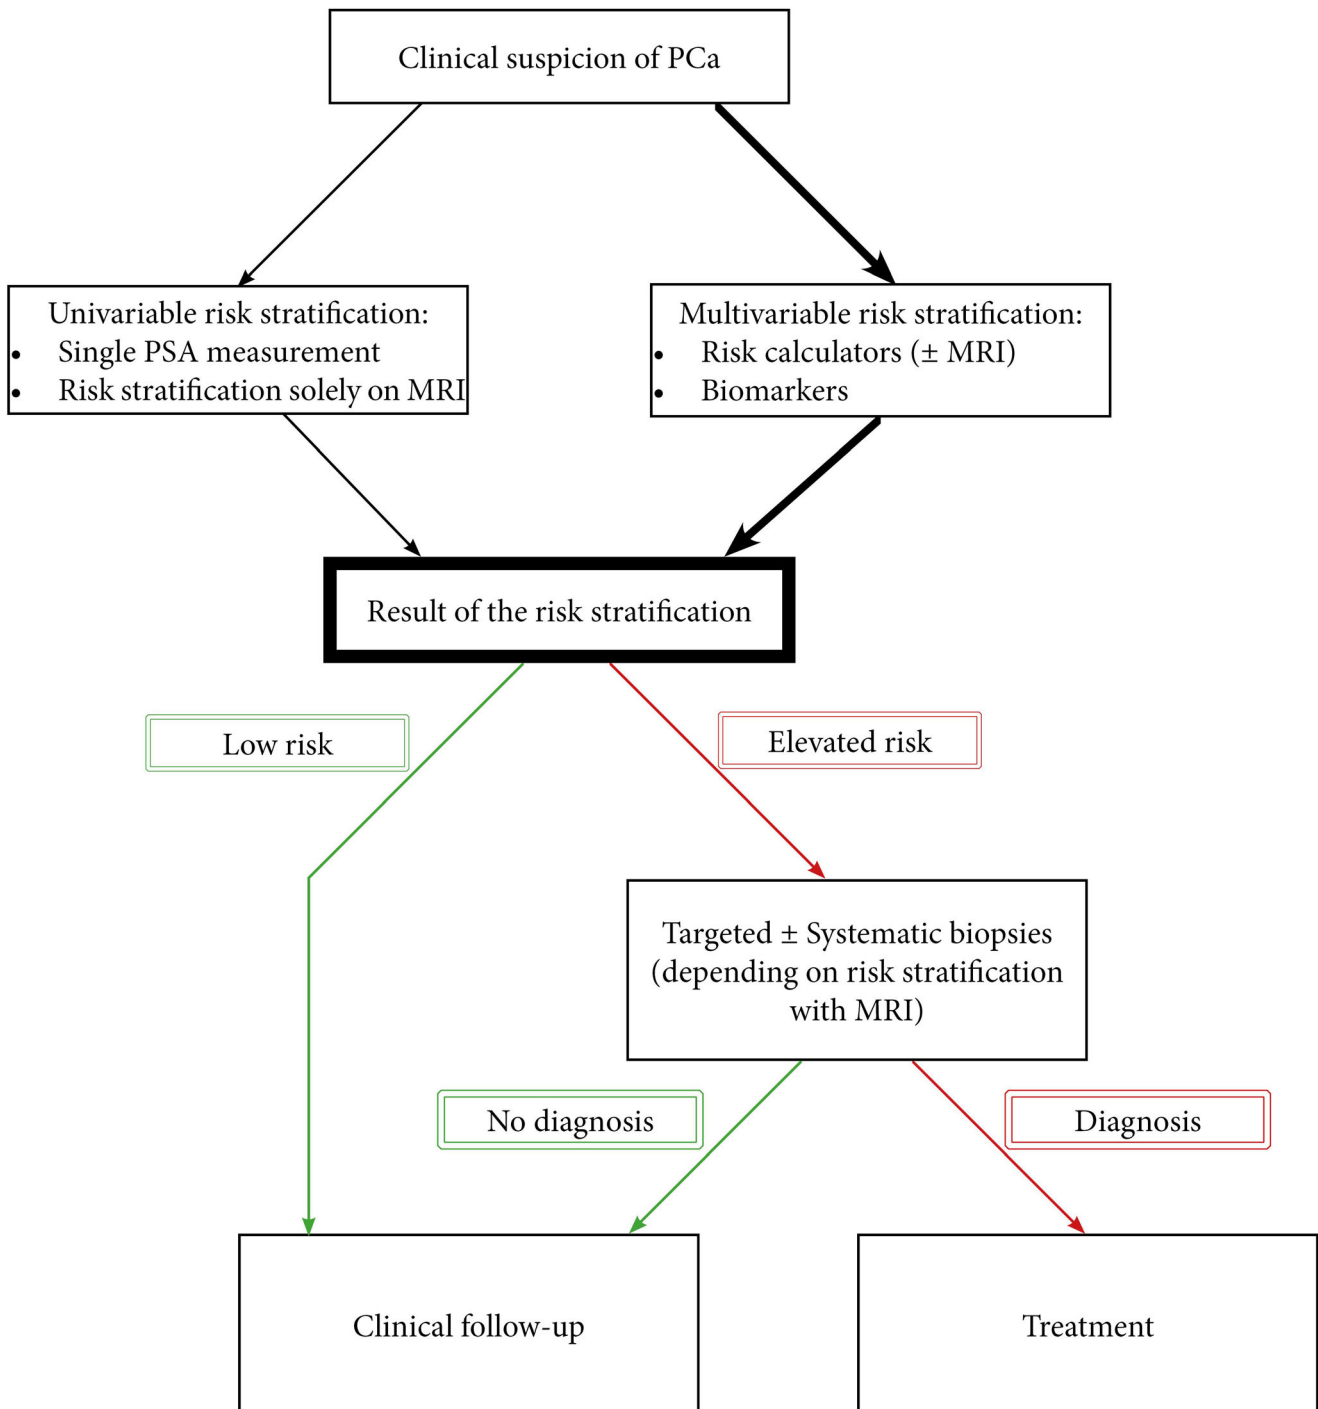 Clinical suspicion of PCa
Univariable risk stratification:
• Single PSA measurement
• Risk stratification solely on MRI
Multivariable risk stratification:
• Risk calculators (± MRI)
• Biomarkers
Result of the risk stratification
Low risk
Elevated risk
Targeted ± Systematic biopsies
(depending on risk stratification
with MRI)
No diagnosis
Diagnosis
Clinical follow-up
Treatment